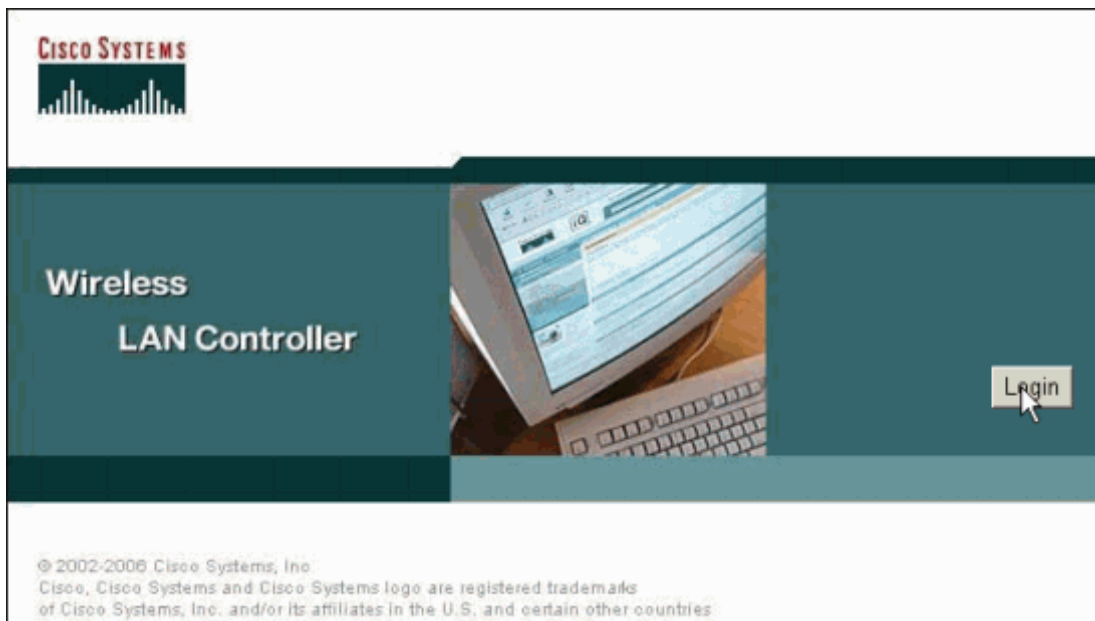 CISCO SYSTEMS
Wireless
LAN Controller
Login
© 2002-2006 Cisco Systems, Inc
Cisco, Cisco Systems and Cisco Systems logo are registered trademarks
of Cisco Systems, Inc. and/or its affiliates in the U.S. and certain other countries